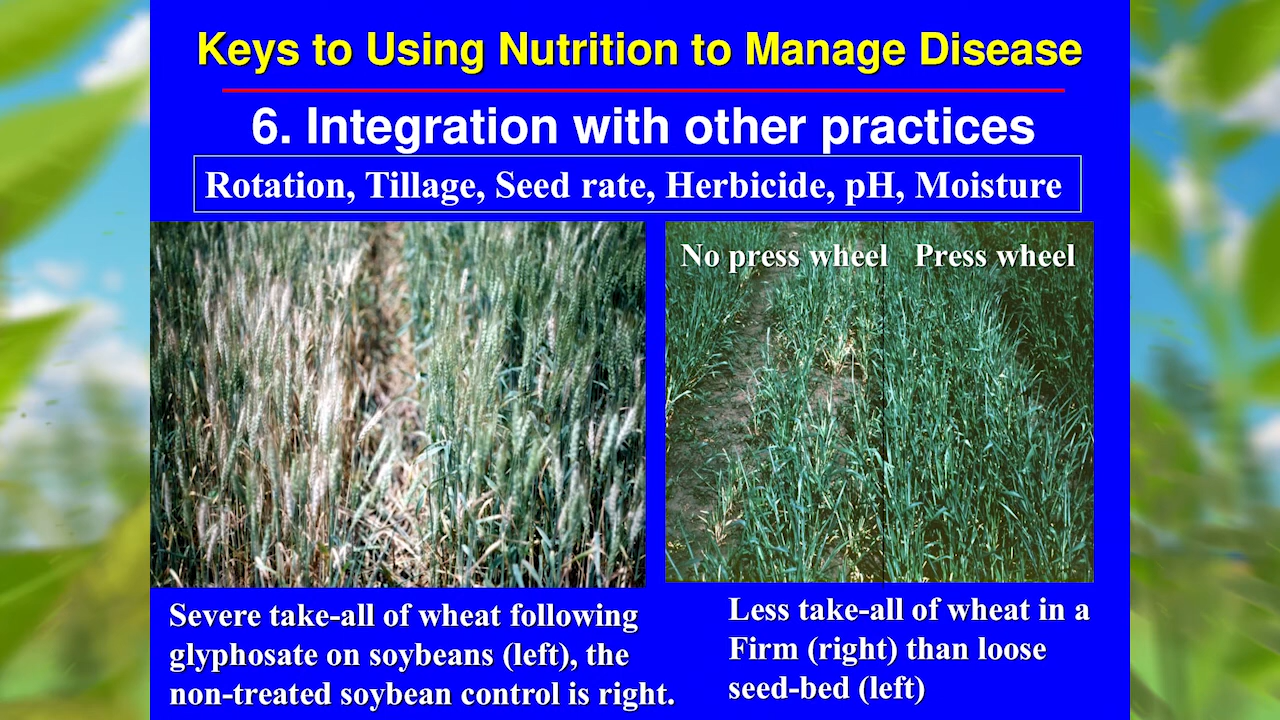 Keys to Using Nutrition to Manage Disease
6. Integration with other practices
Rotation, Tillage, Seed rate, Herbicide, pH, Moisture
No press wheel Press wheel
Severe take-all of wheat following
glyphosate on soybeans (left), the
non-treated soybean control is right.
Less take-all of wheat in a
Firm (right) than loose
seed-bed (left)